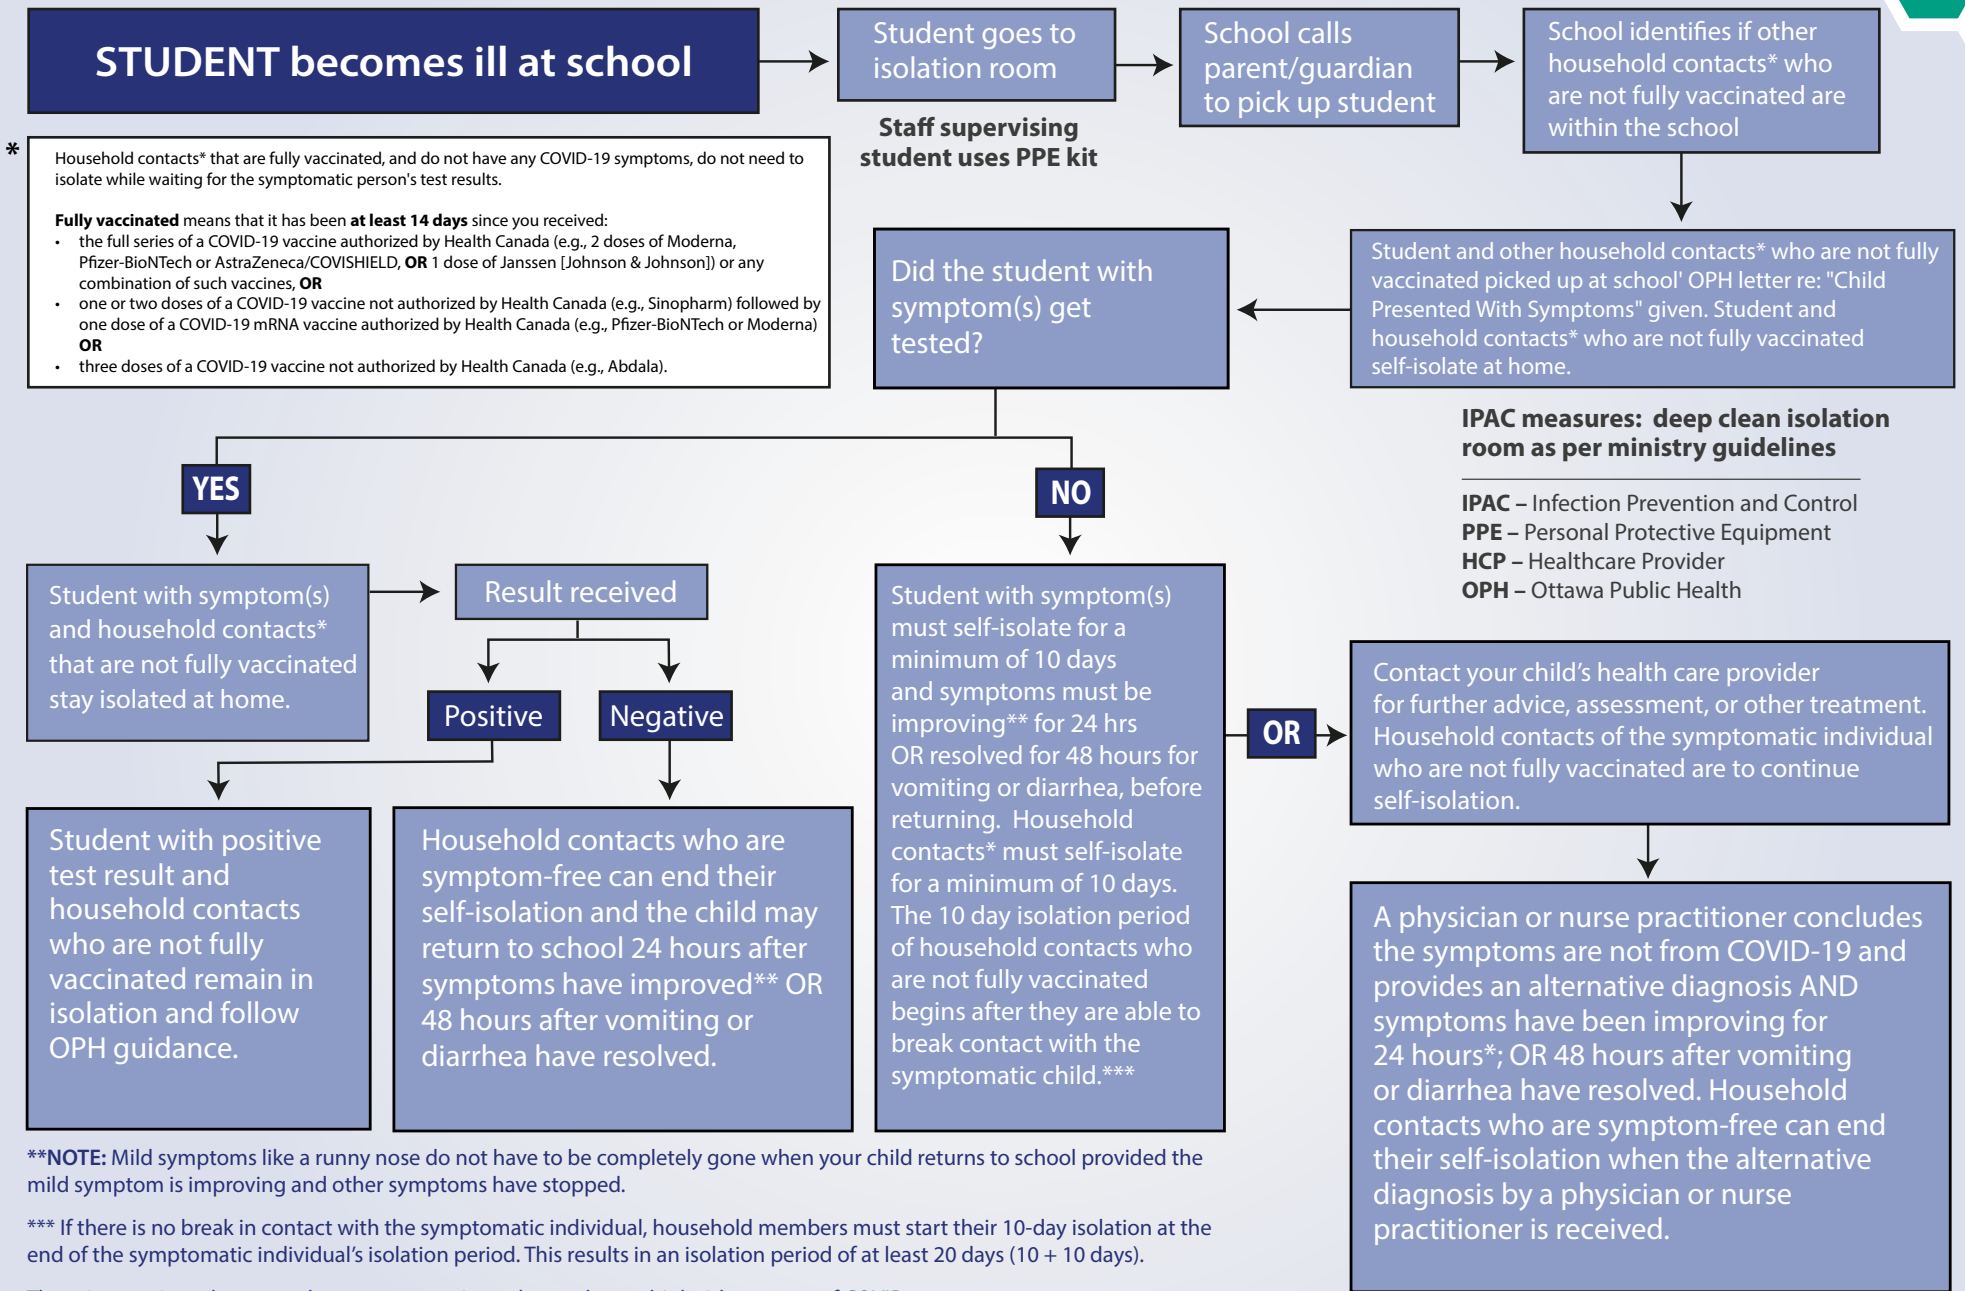 STUDENT becomes ill at school
Student goes to
isolation room
Staff supervising
student uses PPE kit
School calls
parent/guardian
to pick up student
School identifies if other
household contacts* who
are not fully vaccinated are
within the school
*
Household contacts* that are fully vaccinated, and do not have any COVID-19 symptoms, do not need to
isolate while waiting for the symptomatic person's test results.
Fully vaccinated means that it has been at least 14 days since you received:
• the full series of a COVID-19 vaccine authorized by Health Canada (e.g., 2 doses of Moderna,
Pfizer-BioNTech or AstraZeneca/COVISHIELD, OR 1 dose of Janssen [Johnson & Johnson]) or any
combination of such vaccines, OR
• one or two doses of a COVID-19 vaccine not authorized by Health Canada (e.g., Sinopharm) followed by
one dose of a COVID-19 mRNA vaccine authorized by Health Canada (e.g., Pfizer-BioNTech or Moderna)
OR
• three doses of a COVID-19 vaccine not authorized by Health Canada (e.g., Abdala).
Student and other household contacts* who are not fully
vaccinated picked up at school' OPH letter re: "Child
Presented With Symptoms" given. Student and
household contacts* who are not fully vaccinated
self-isolate at home.
IPAC measures: deep clean isolation
room as per ministry guidelines
IPAC – Infection Prevention and Control
PPE – Personal Protective Equipment
HCP – Healthcare Provider
OPH – Ottawa Public Health
Did the student with
symptom(s) get
tested?
YES
NO
Student with symptom(s)
and household contacts*
that are not fully vaccinated
stay isolated at home.
Result received
Positive
Negative
Student with positive
test result and
household contacts
who are not fully
vaccinated remain in
isolation and follow
OPH guidance.
Household contacts who are
symptom-free can end their
self-isolation and the child may
return to school 24 hours after
symptoms have improved** OR
48 hours after vomiting or
diarrhea have resolved.
Student with symptom(s)
must self-isolate for a
minimum of 10 days
and symptoms must be
improving** for 24 hrs
OR resolved for 48 hours for
vomiting or diarrhea, before
returning. Household
contacts* must self-isolate
for a minimum of 10 days.
The 10 day isolation period
of household contacts who
are not fully vaccinated
begins after they are able to
break contact with the
symptomatic child.***
OR
Contact your child's health care provider
for further advice, assessment, or other treatment.
Household contacts of the symptomatic individual
who are not fully vaccinated are to continue
self-isolation.
A physician or nurse practitioner concludes
the symptoms are not from COVID-19 and
provides an alternative diagnosis AND
symptoms have been improving for
24 hours*; OR 48 hours after vomiting
or diarrhea have resolved. Household
contacts who are symptom-free can end
their self-isolation when the alternative
diagnosis by a physician or nurse
practitioner is received.
**NOTE: Mild symptoms like a runny nose do not have to be completely gone when your child returns to school provided the
mild symptom is improving and other symptoms have stopped.
*** If there is no break in contact with the symptomatic individual, household members must start their 10-day isolation at the
end of the symptomatic individual's isolation period. This results in an isolation period of at least 20 days (10 + 10 days).